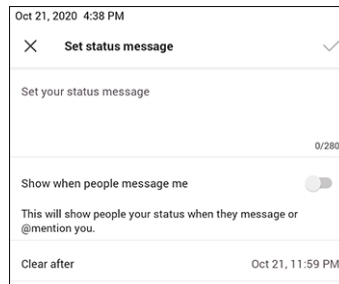 Oct 21, 2020 4:38 PM
Set status message
Set your status message
0/280
Show when people message me
This will show people your status when they message or
@mention you.
Clear after Oct 21, 11:59 PM